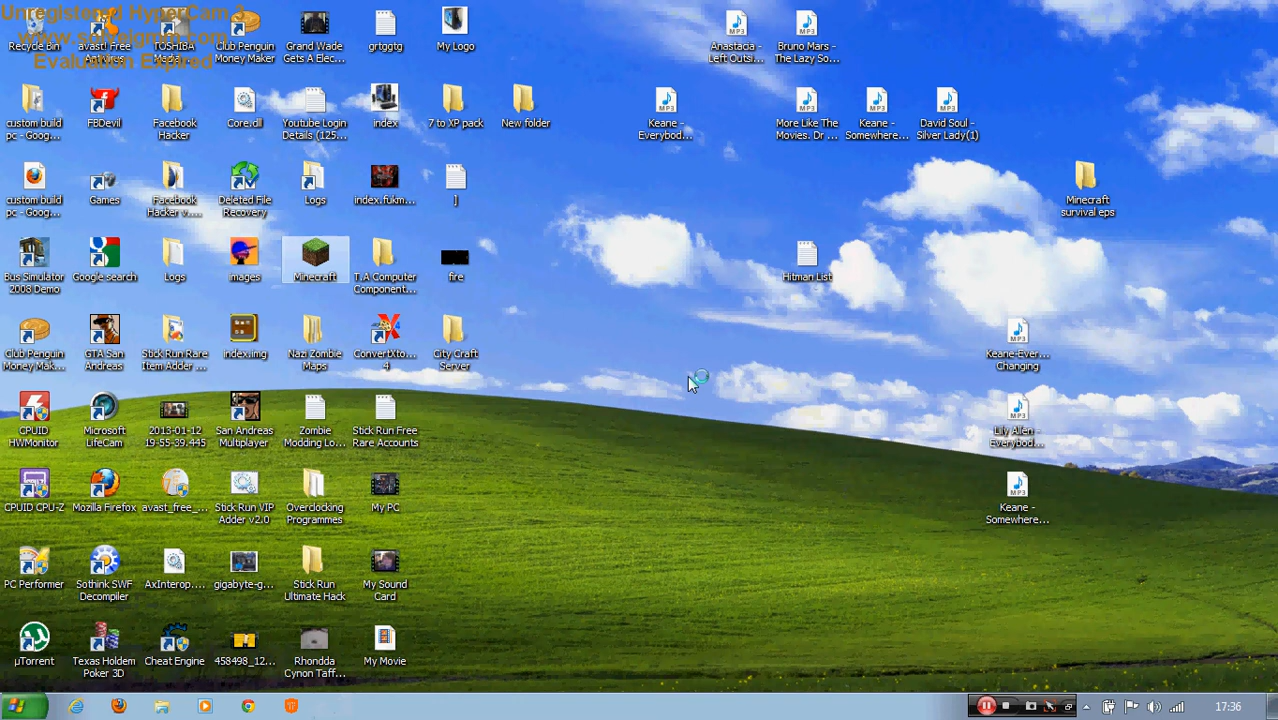 Unregistered HyperCam 3
www.solveigmm.com
Evaluation Expired
Recycle Bin
avast! Free
Antivirus
TOSHIBA
Media ...
Club Penguin
Money Maker
Grand Wade
Gets A Elec...
grtggtg
My Logo
Anastacia -
Left Outsi...
Bruno Mars -
The Lazy So...
custom build
pc - Goog...
FBDevil
Facebook
Hacker
Core.dll
Youtube Login
Details (125...
index
7 to XP pack
New folder
Keane -
Everybod...
More Like The
Movies. Dr ...
Keane -
Somewhere...
David Soul -
Silver Lady(1)
custom build
pc - Goog...
Games
Facebook
Hacker v....
Deleted File
Recovery
Logs
index.fukm...
]
Minecraft
survival eps
Bus Simulator
2008 Demo
Google search
Logs
images
Minecraft
T.A Computer
Component...
fire
Hitman List
Club Penguin
Money Mak...
GTA San
Andreas
Stick Run Rare
Item Adder ...
index.img
Nazi Zombie
Maps
ConvertXto...
4
City Craft
Server
Keane-Ever...
Changing
CPUID
HWMonitor
Microsoft
LifeCam
2013-01-12
19-55-39.445
San Andreas
Multiplayer
Zombie
Modding Lo...
Stick Run Free
Rare Accounts
Lily Allen -
Everybod...
CPUID CPU-Z
Mozilla Firefox
avast_free_...
Stick Run VIP
Adder v2.0
Overclocking
Programmes
My PC
Keane -
Somewhere...
PC Performer
Sothink SWF
Decompiler
AxInterop....
gigabyte-g...
Stick Run
Ultimate Hack
My Sound
Card
µTorrent
Texas Holdem
Poker 3D
Cheat Engine
458498_12...
Rhondda
Cynon Taff...
My Movie
17:36